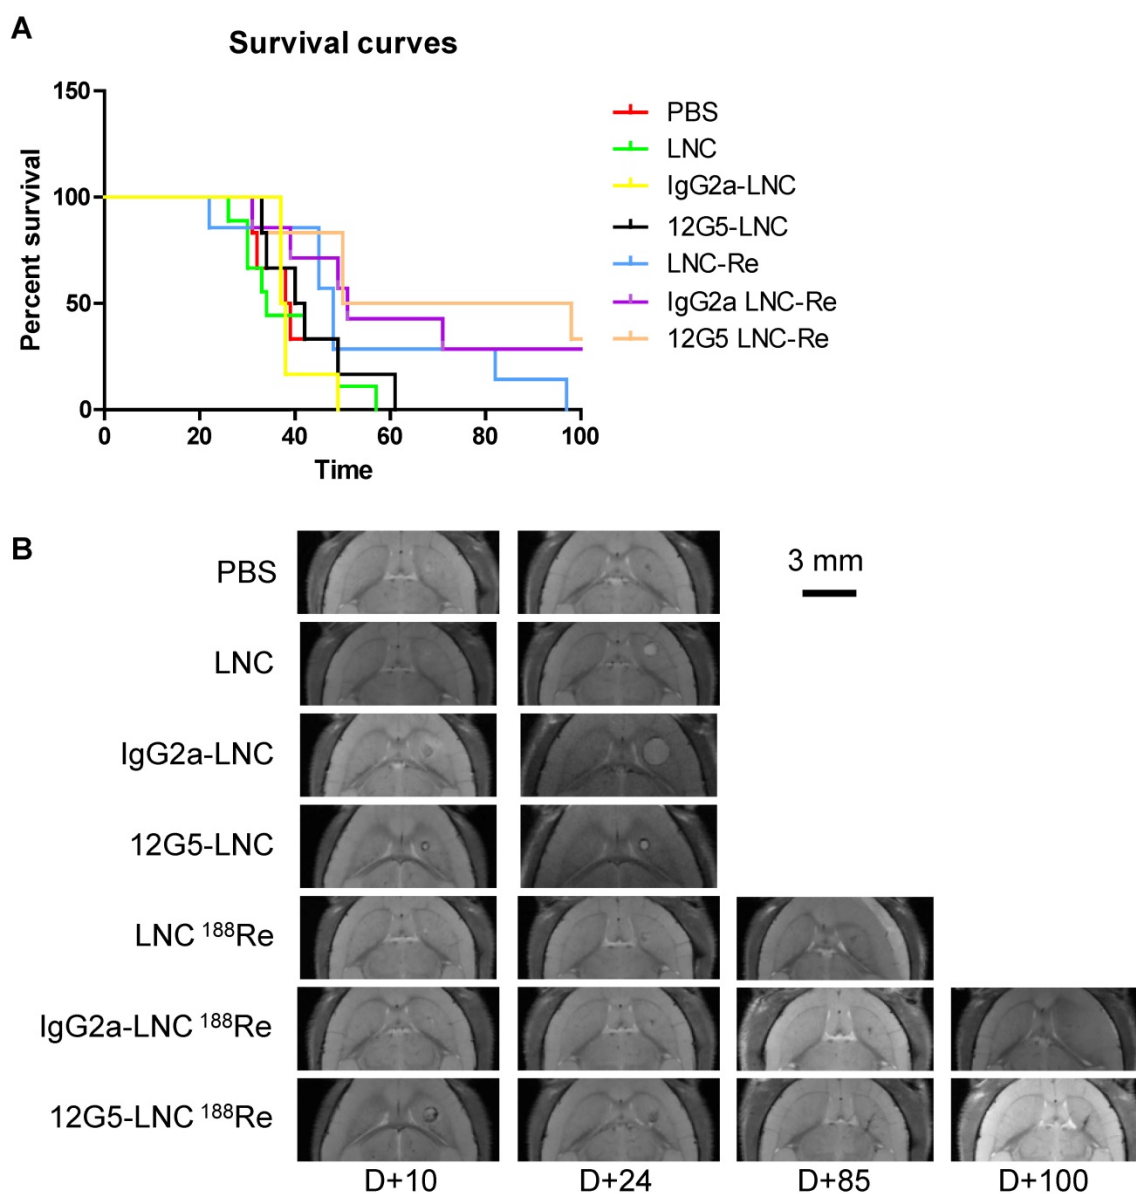 A
Survival curves
150
100
50
0
Percent survival
0 20 40 60 80 100
Time
PBS
LNC
IgG2a-LNC
12G5-LNC
LNC-Re
IgG2a LNC-Re
12G5 LNC-Re
B
PBS
3 mm
LNC
IgG2a-LNC
12G5-LNC
LNC ¹⁸⁸Re
IgG2a-LNC ¹⁸⁸Re
12G5-LNC ¹⁸⁸Re
D+10 D+24 D+85 D+100